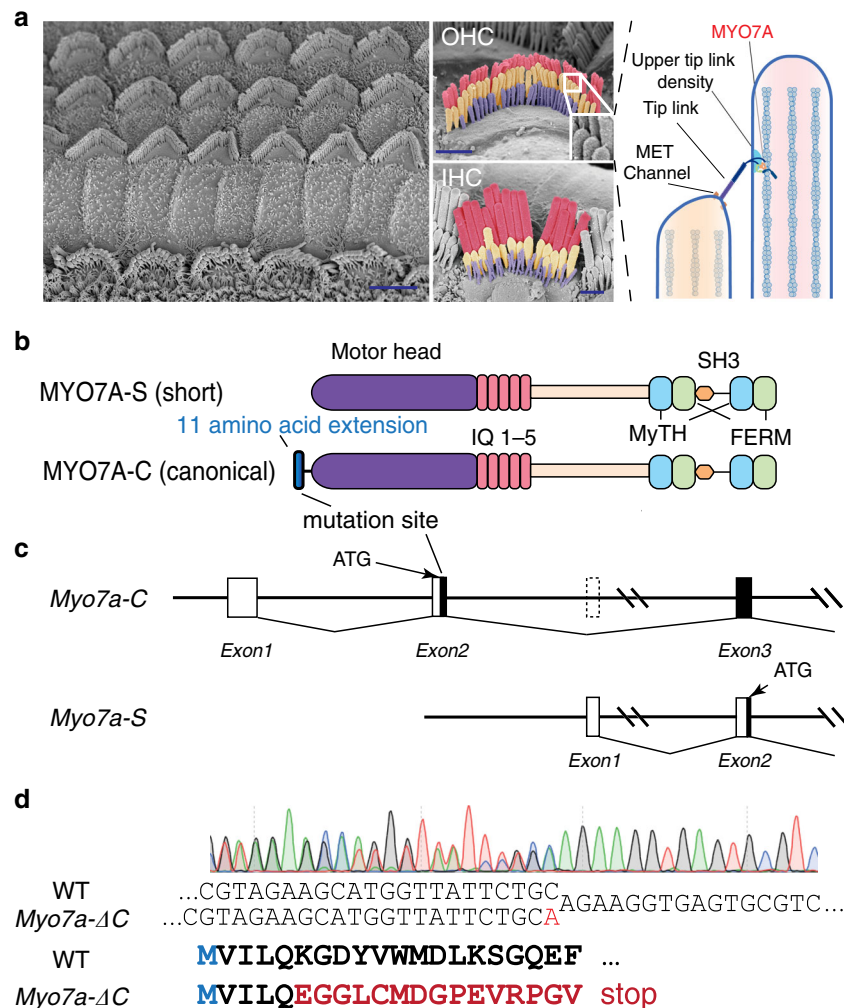 a
OHC
IHC
MYO7A
Upper tip link
density
Tip link
MET
Channel
b
Motor head
SH3
MYO7A-S (short)
11 amino acid extension
IQ 1–5
MyTH
FERM
MYO7A-C (canonical)
mutation site
c
ATG
Myo7a-C
Exon1
Exon2
Exon3
ATG
Myo7a-S
Exon1
Exon2
d
WT
...CGTAGAAGCATGGTTATTCTGC
AGAAGGTGAGTGCGTC...
Myo7a-ΔC
...CGTAGAAGCATGGTTATTCTGCA
WT
MVILQKGDYVWMDLKSGQEF ...
Myo7a-ΔC
MVILQEGGLCMDGPEVRPGV stop